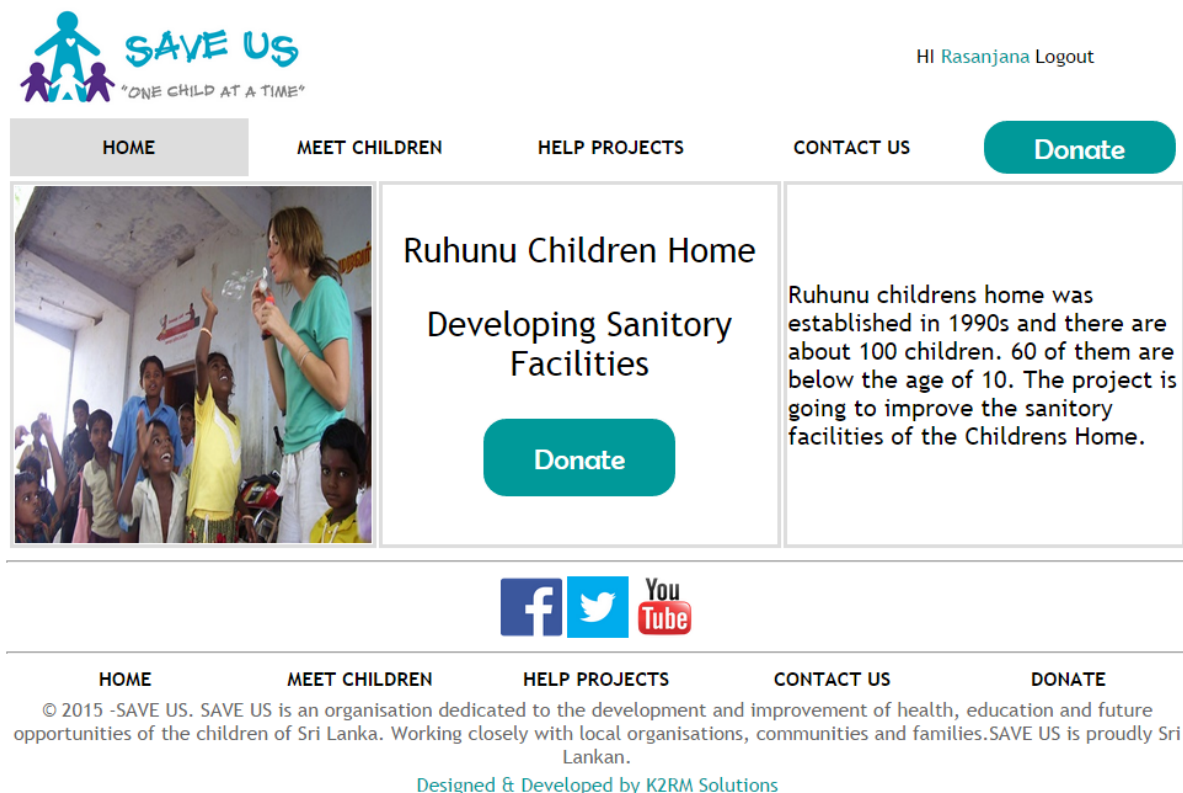 SAVE US
"ONE CHILD AT A TIME"
HI Rasanjana Logout
HOME MEET CHILDREN HELP PROJECTS CONTACT US Donate
Ruhunu Children Home
Developing Sanitory
Facilities
Donate
Ruhunu childrens home was
established in 1990s and there are
about 100 children. 60 of them are
below the age of 10. The project is
going to improve the sanitory
facilities of the Childrens Home.
f
You
Tube
HOME MEET CHILDREN HELP PROJECTS CONTACT US DONATE
© 2015 -SAVE US. SAVE US is an organisation dedicated to the development and improvement of health, education and future
opportunities of the children of Sri Lanka. Working closely with local organisations, communities and families.SAVE US is proudly Sri
Lankan.
Designed & Developed by K2RM Solutions